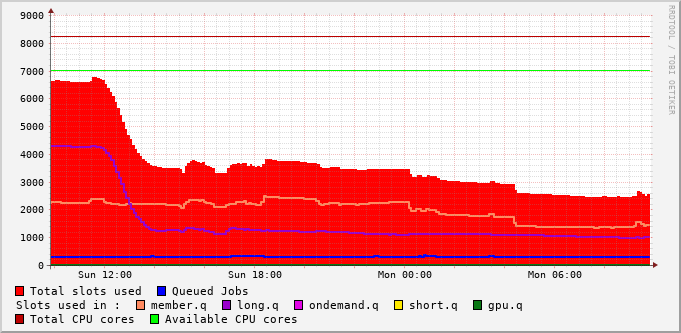 9000
8000
7000
6000
5000
4000
3000
2000
1000
0
Sun 12:00 Sun 18:00 Mon 00:00 Mon 06:00
Total slots used Queued Jobs
Slots used in : member.q long.q ondemand.q short.q gpu.q
Total CPU cores Available CPU cores
RRDTOOL / TOBI OETIKER